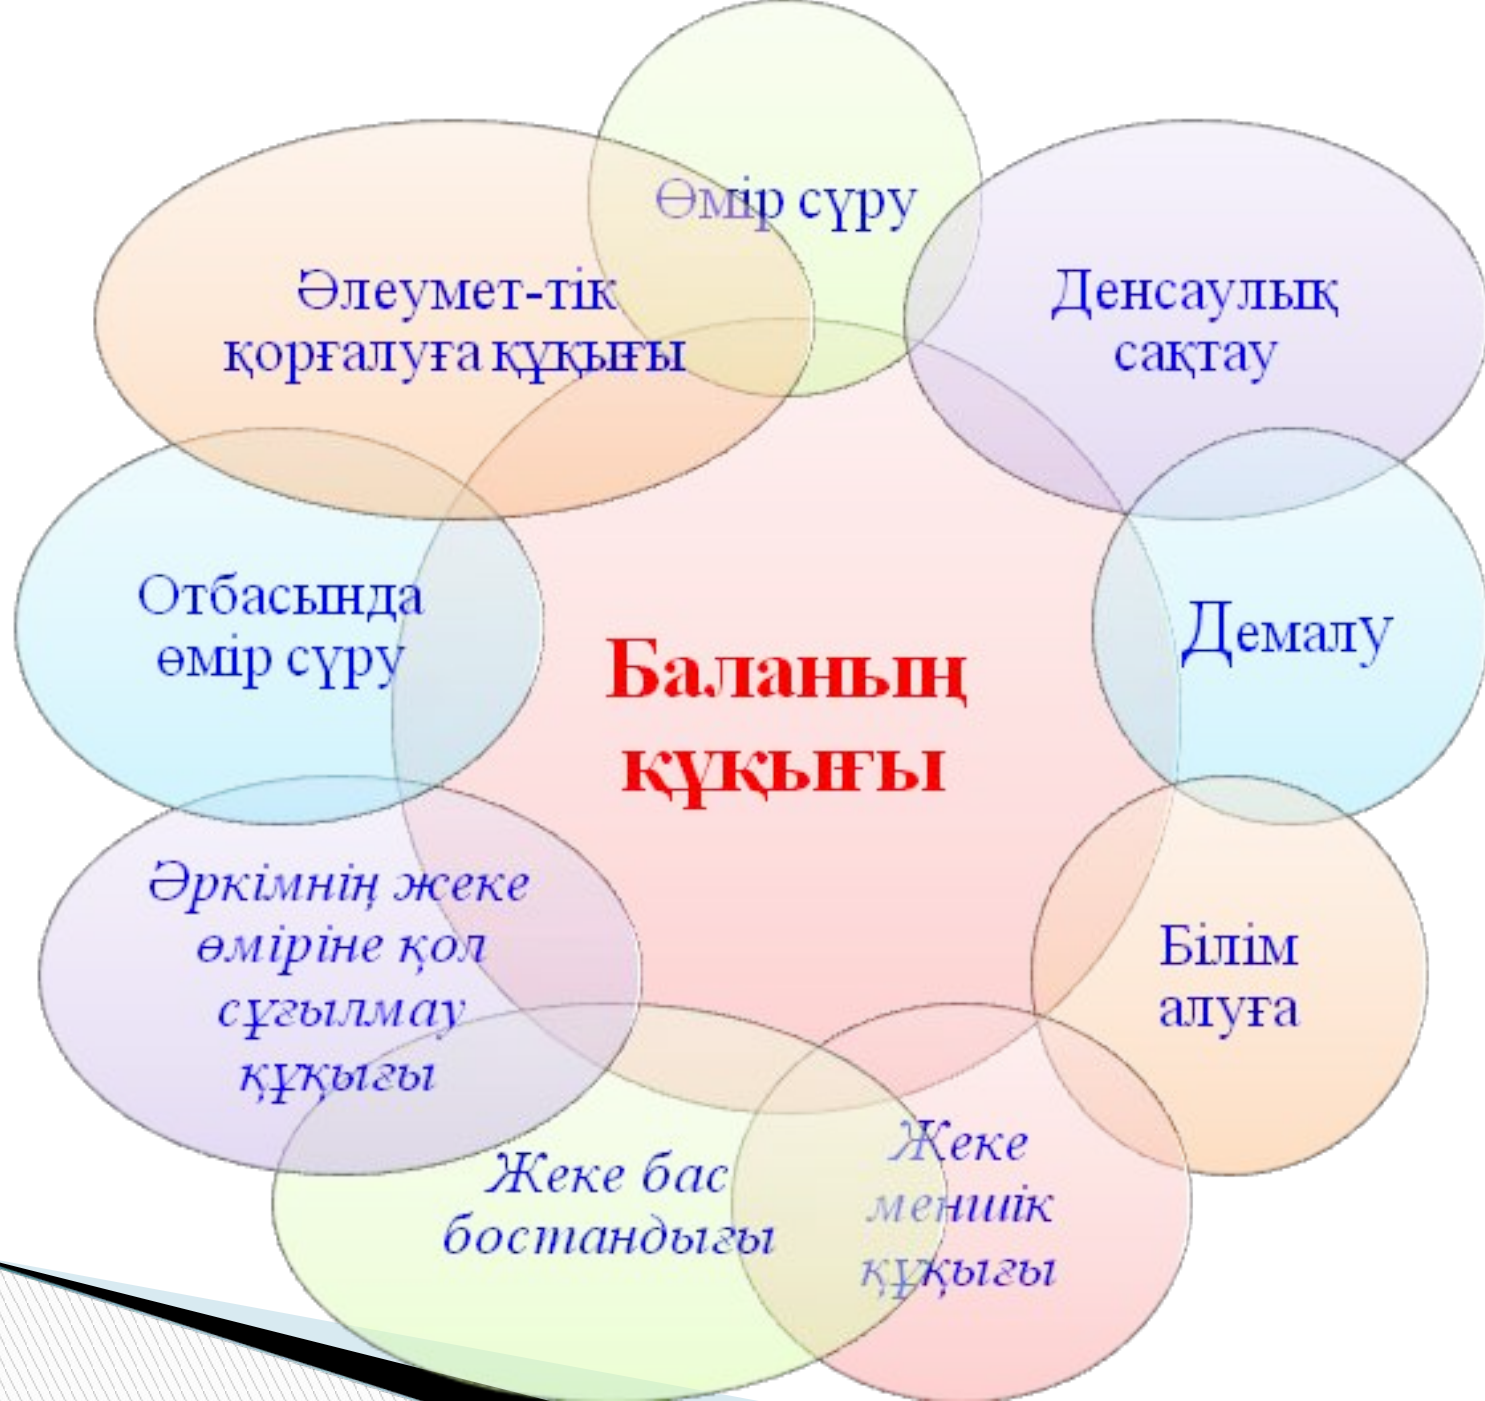 Өмір сүру
Денсаулық
сақтау
Демалу
Білім
алуға
Жеке
меншік
құқығы
Жеке бас
бостандығы
Әркімнің жеке
өміріне қол
сұғылмау
құқығы
Отбасында
өмір сүру
Әлеумет-тік
қорғалуға құқығы
Баланың
құқығы